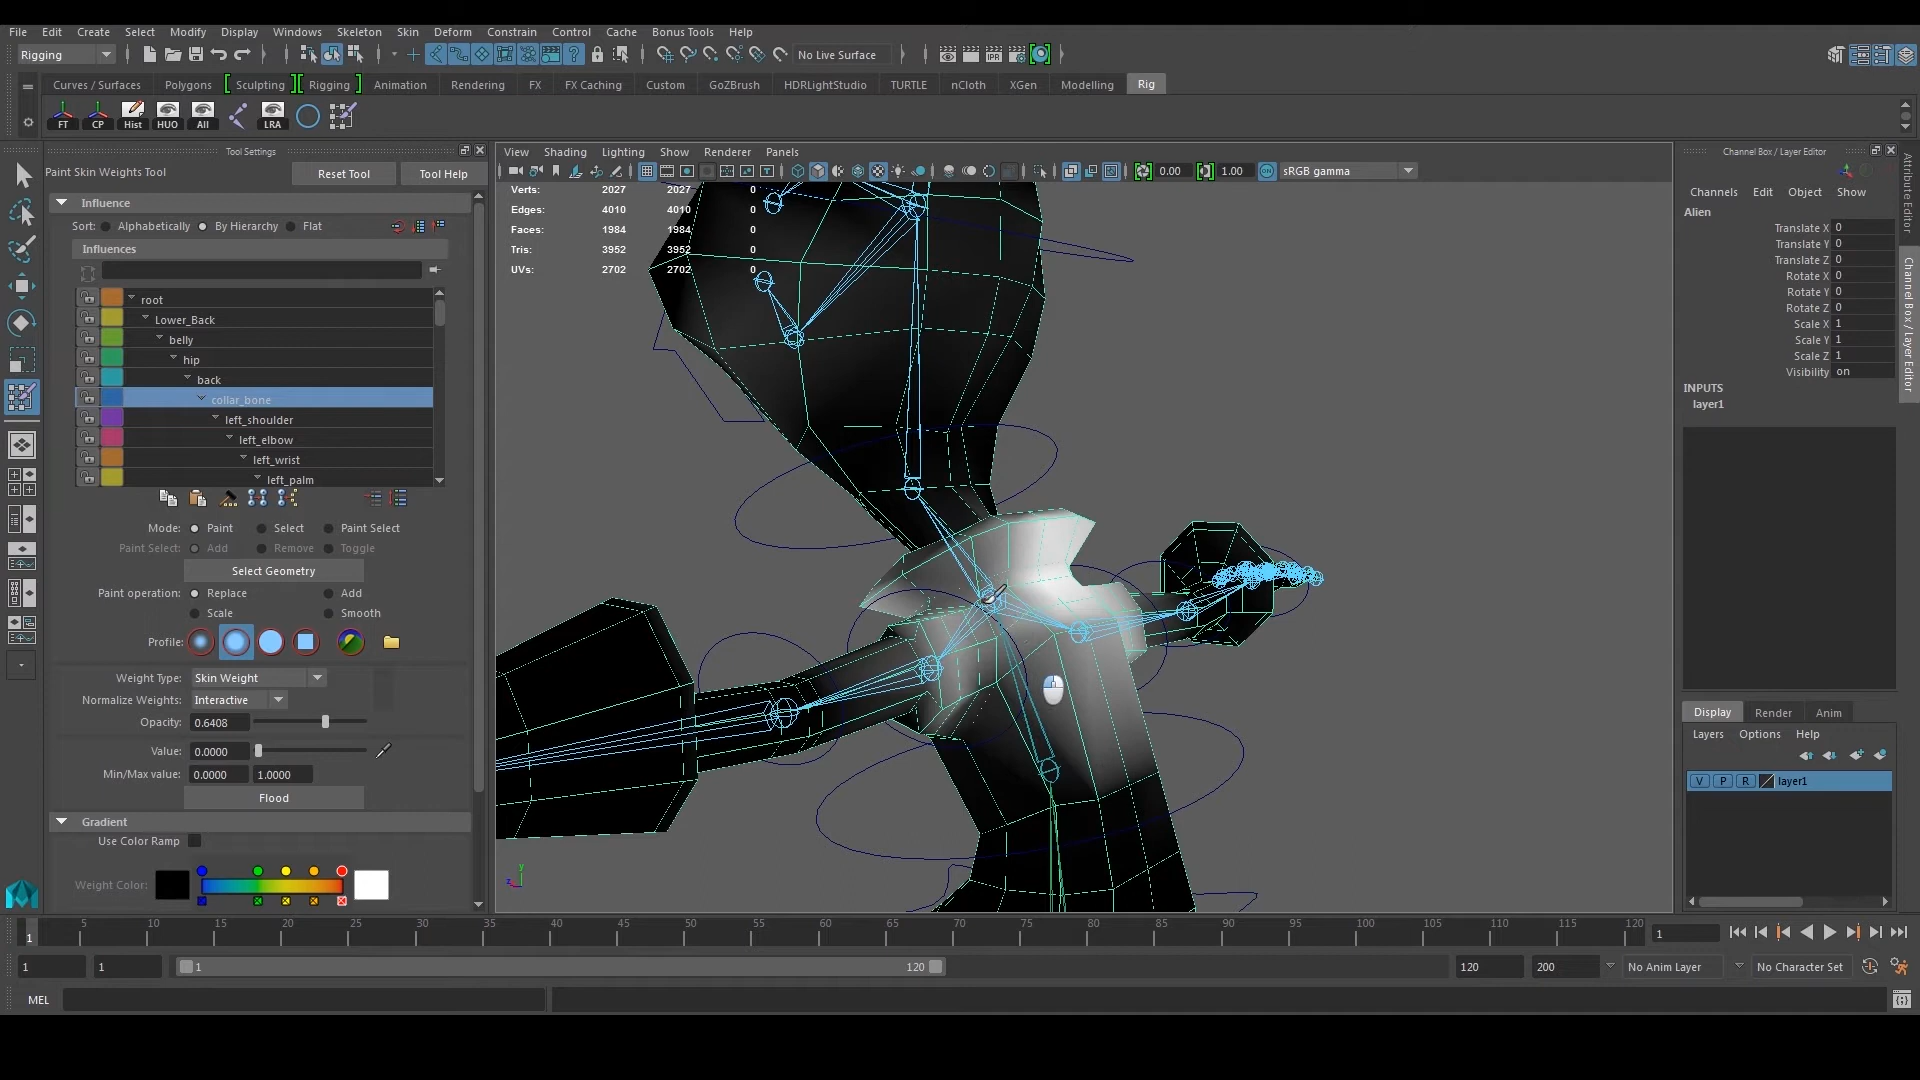 File Edit Create Select Modify Display Windows Skeleton Skin Deform Constrain Control Cache Bonus Tools Help
Rigging No Live Surface
Curves / Surfaces Polygons Sculpting Rigging Animation Rendering FX FX Caching Custom GoZBrush HDRLightStudio TURTLE nCloth XGen Modelling Rig
FT CP Hist HUO All LRA
Tool Settings
Paint Skin Weights Tool Reset Tool Tool Help
Influence
Sort: Alphabetically By Hierarchy Flat
Influences
root
Lower_Back
belly
hip
back
collar_bone
left_shoulder
left_elbow
left_wrist
left_palm
Mode: Paint Select Paint Select
Paint Select: Add Remove Toggle
Select Geometry
Paint operation: Replace Add
Scale Smooth
Profile:
Weight Type: Skin Weight
Normalize Weights: Interactive
Opacity: 0.6408
Value: 0.0000
Min/Max value: 0.0000 1.0000
Flood
Gradient
Use Color Ramp
Weight Color:
View Shading Lighting Show Renderer Panels
IPR
0.00 1.00 ON sRGB gamma
Verts: 2027 2027 0
Edges: 4010 4010 0
Faces: 1984 1984 0
Tris: 3952 3952 0
UVs: 2702 2702 0
y
z
Channel Box / Layer Editor
Channels Edit Object Show
Alien
Translate X 0
Translate Y 0
Translate Z 0
Rotate X 0
Rotate Y 0
Rotate Z 0
Scale X 1
Scale Y 1
Scale Z 1
Visibility on
INPUTS
layer1
Attribute Editor
Channel Box / Layer Editor
Display Render Anim
Layers Options Help
V P R layer1
1 5 10 15 20 25 30 35 40 45 50 55 60 65 70 75 80 85 90 95 100 105 110 115 120 1
1 1 1 120 120 200 No Anim Layer No Character Set
MEL